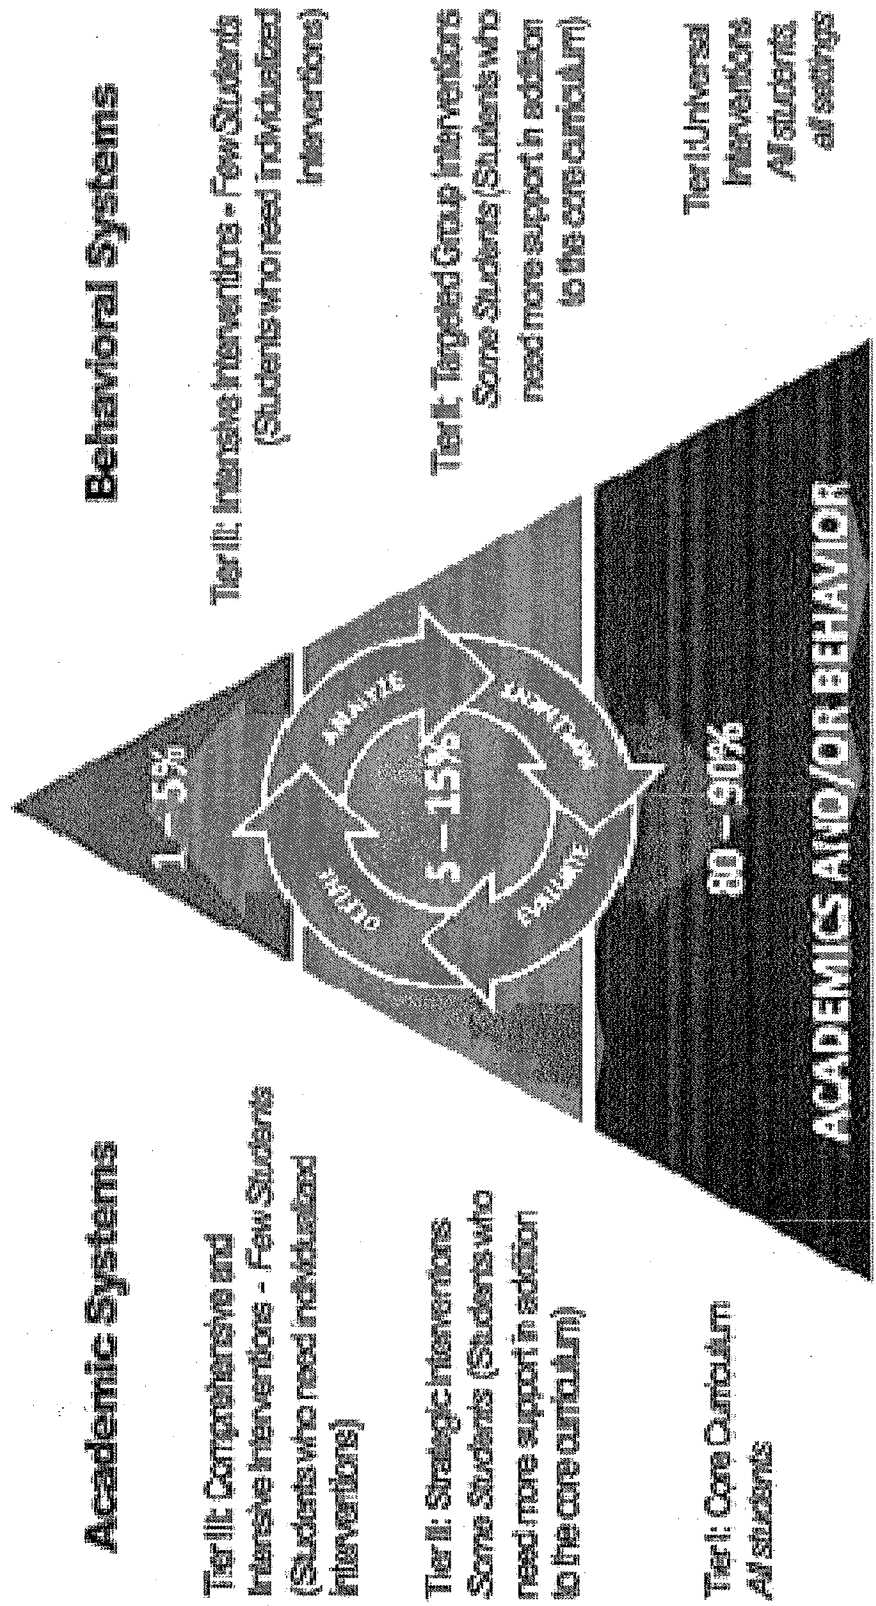 Academic Systems
Tier III: Comprehensive and
Intensive Interventions - Few Students
(Students who need individualized
interventions)
Tier II: Strategic Interventions
Some Students (Students who
need more support in addition
to the core curriculum)
Tier I: Core Curriculum
All students
1 – 5%
DEFINE
ANALYZE
5 – 15%
EVALUATE
IMPLEMENT
80 – 90%
ACADEMICS AND/OR BEHAVIOR
Behavioral Systems
Tier III: Intensive Interventions - Few Students
(Students who need individualized
interventions)
Tier II: Targeted Group Interventions
Some Students (Students who
need more support in addition
to the core curriculum)
Tier I: Universal
Interventions
All students,
all settings